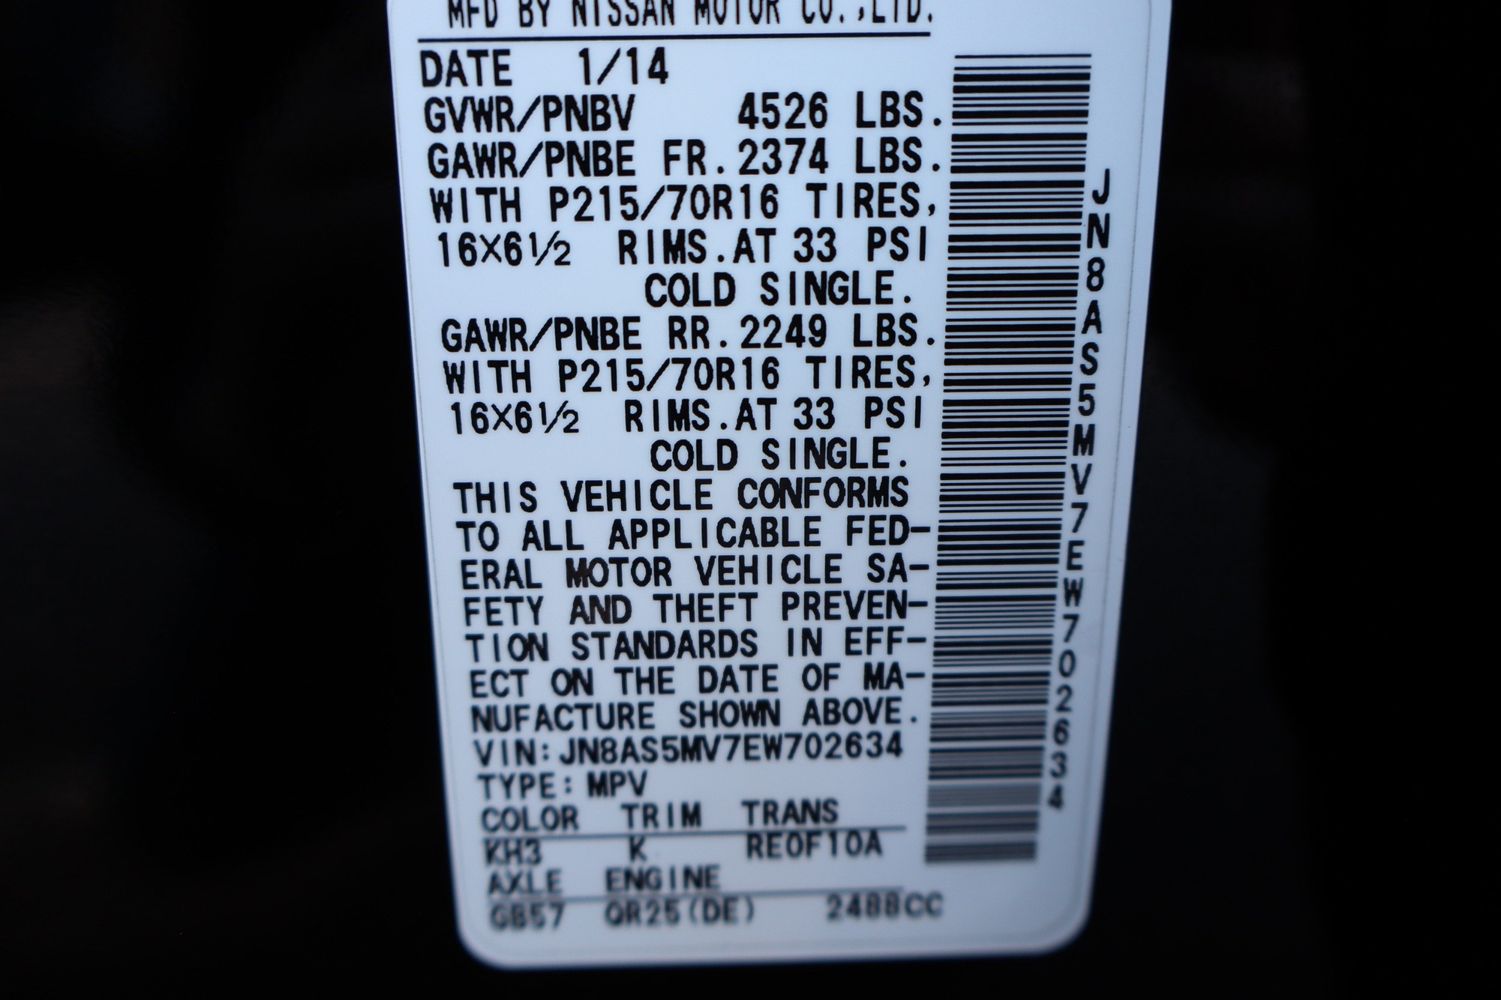 MFD BY NISSAN MOTOR CO.,LTD.
DATE 1/14
GVWR/PNBV 4526 LBS.
GAWR/PNBE FR.2374 LBS.
WITH P215/70R16 TIRES,
16X6½ RIMS.AT 33 PSI
COLD SINGLE.
GAWR/PNBE RR.2249 LBS.
WITH P215/70R16 TIRES,
16X6½ RIMS.AT 33 PSI
COLD SINGLE.
THIS VEHICLE CONFORMS
TO ALL APPLICABLE FED-
ERAL MOTOR VEHICLE SA-
FETY AND THEFT PREVEN-
TION STANDARDS IN EFF-
ECT ON THE DATE OF MA-
NUFACTURE SHOWN ABOVE.
VIN:JN8AS5MV7EW702634
TYPE:MPV
COLOR TRIM TRANS
KH3 K RE0F10A
AXLE ENGINE
GB57 QR25(DE) 2488CC
JN8AS5MV7EW702634